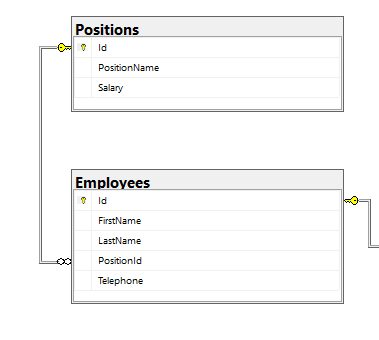 Positions
Id
PositionName
Salary
Employees
Id
FirstName
LastName
PositionId
Telephone